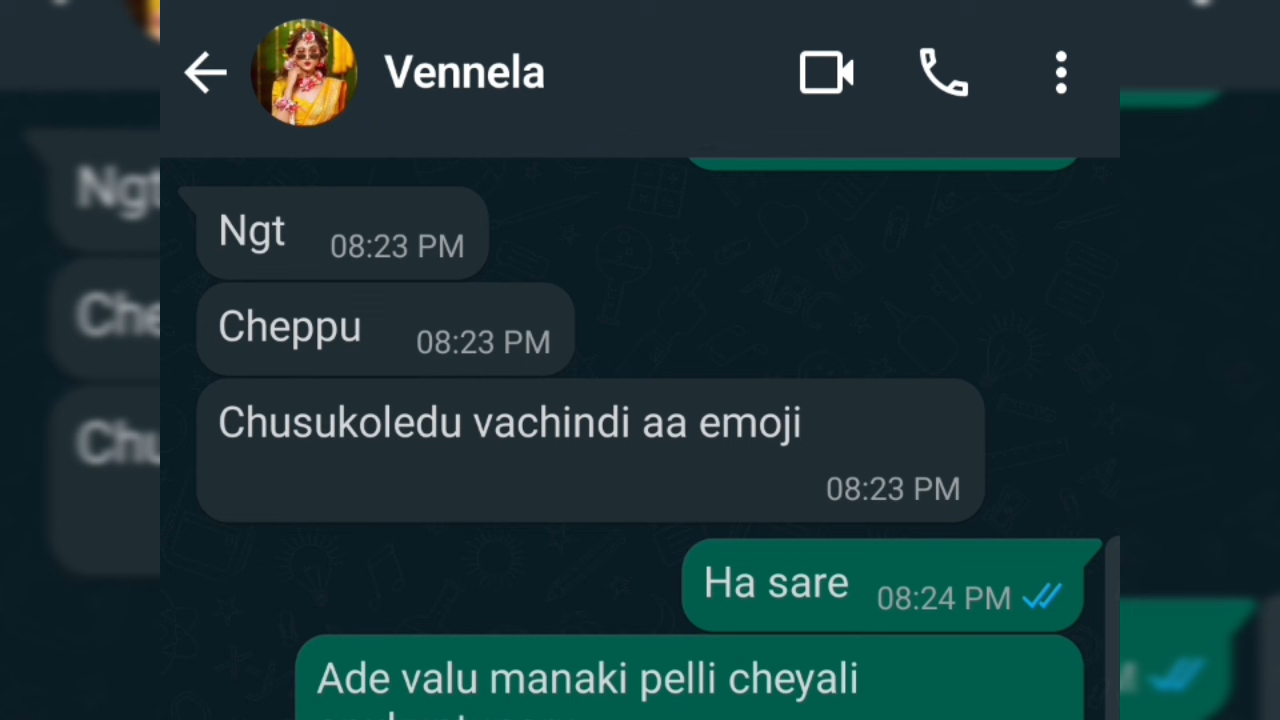 Vennela
Ngt 08:23 PM
Cheppu 08:23 PM
Chusukoledu vachindi aa emoji
08:23 PM
Ha sare 08:24 PM
Ade valu manaki pelli cheyali